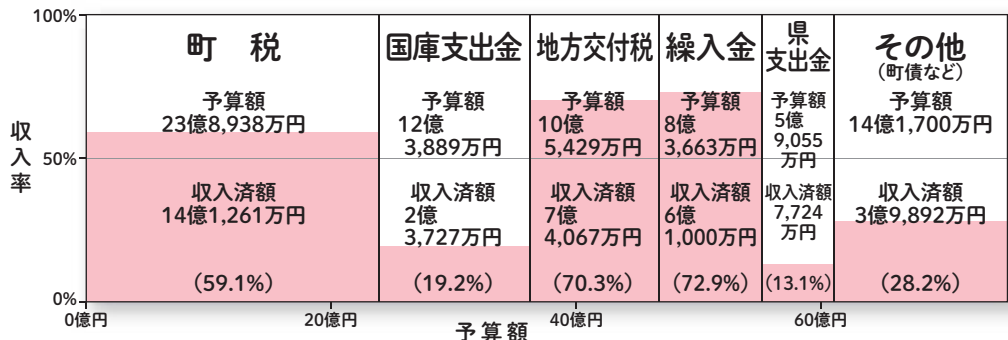 100%
50%
0%
収入率
町 税
予算額
23億8,938万円
収入済額
14億1,261万円
(59.1%)
国庫支出金
予算額
12億
3,889万円
収入済額
2億
3,727万円
(19.2%)
地方交付税
予算額
10億
5,429万円
収入済額
7億
4,067万円
(70.3%)
繰入金
予算額
8億
3,663万円
収入済額
6億
1,000万円
(72.9%)
県
支出金
予算額
5億
9,055
万円
収入済額
7,724
万円
(13.1%)
その他
(町債など)
予算額
14億1,700万円
収入済額
3億9,892万円
(28.2%)
0億円
20億円
40億円
60億円
予算額